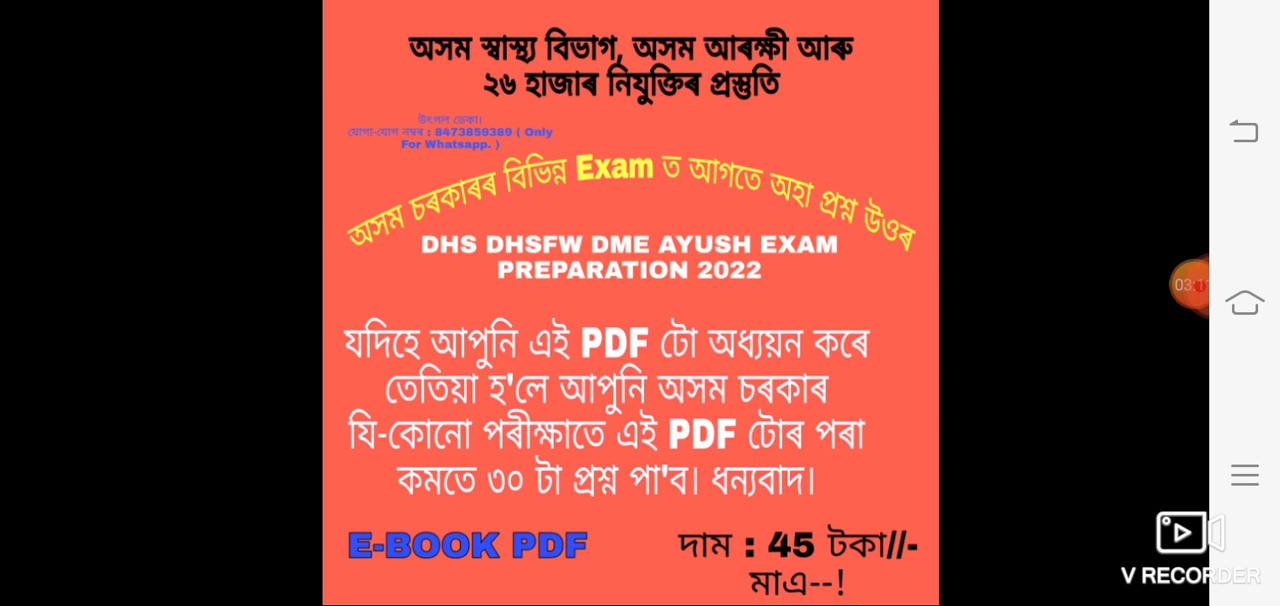 অসম স্বাস্থ্য বিভাগ, অসম আৰক্ষী আৰু
২৬ হাজাৰ নিযুক্তিৰ প্ৰস্তুতি
উৎপল ডেকা।
যোগা-যোগ নম্বৰ : 8473859389 ( Only
For Whatsapp. )
অসম চৰকাৰৰ বিভিন্ন Exam ত আগতে অহা প্ৰশ্ন উওৰ
DHS DHSFW DME AYUSH EXAM
PREPARATION 2022
যদিহে আপুনি এই PDF টো অধ্যয়ন কৰে
তেতিয়া হ'লে আপুনি অসম চৰকাৰ
যি-কোনো পৰীক্ষাতে এই PDF টোৰ পৰা
কমতে ৩০ টা প্ৰশ্ন পা'ব। ধন্যবাদ।
E-BOOK PDF
দাম : 45 টকা//-
মাএ--!
V RECORDER